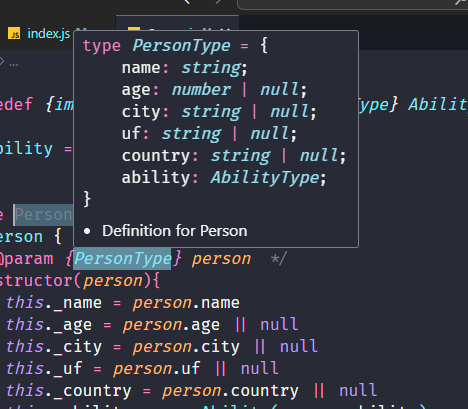 JS index.js M
> ...
type PersonType = {
name: string;
age: number | null;
city: string | null;
uf: string | null;
country: string | null;
ability: AbilityType;
}
• Definition for Person
edef {im ype} Abilit
bility =
e Person
erson {
@param {PersonType} person */
structor(person){
this._name = person.name
this._age = person.age || null
this._city = person.city || null
this._uf = person.uf || null
this._country = person.country || null